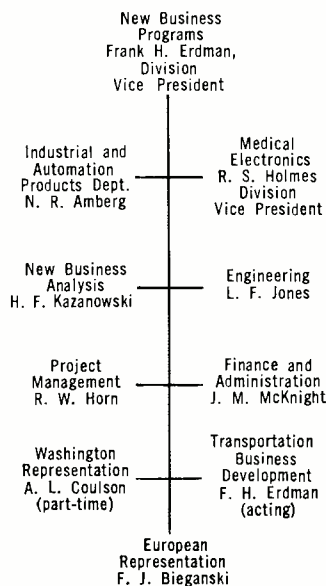 New Business
Programs
Frank H. Erdman,
Division
Vice President
Industrial and
Automation
Products Dept.
N. R. Amberg
Medical
Electronics
R. S. Holmes
Division
Vice President
New Business
Analysis
H. F. Kazanowski
Engineering
L. F. Jones
Project
Management
R. W. Horn
Finance and
Administration
J. M. McKnight
Washington
Representation
A. L. Coulson
(part-time)
Transportation
Business
Development
F. H. Erdman
(acting)
European
Representation
F. J. Bieganski